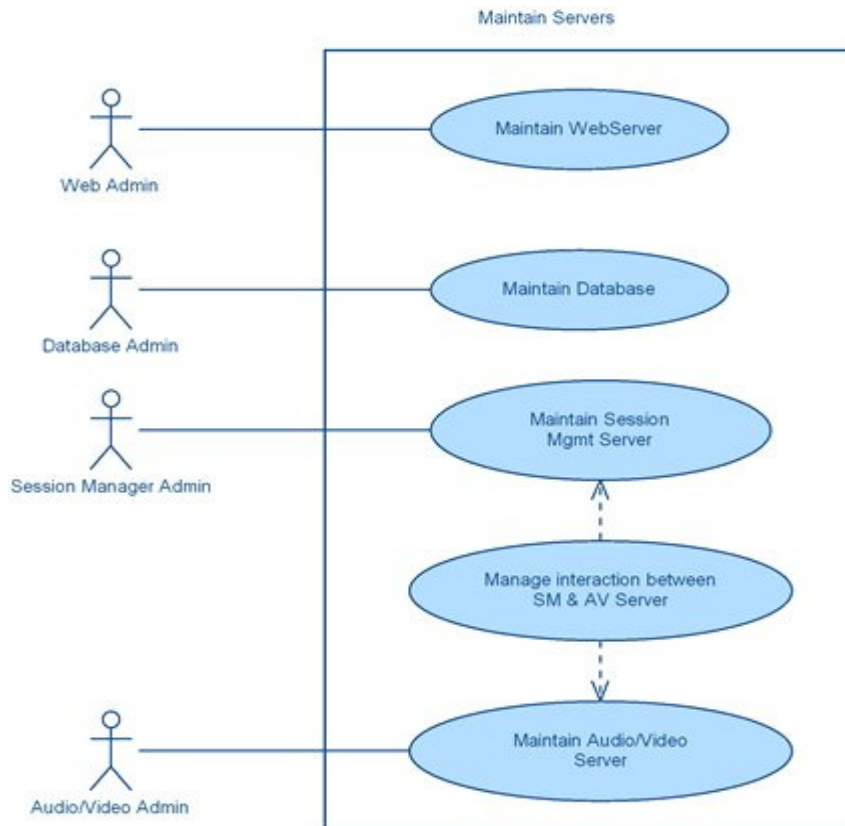 Maintain Servers
Maintain WebServer
Web Admin
Maintain Database
Database Admin
Maintain Session
Mgmt Server
Session Manager Admin
Manage interaction between
SM & AV Server
Maintain Audio/Video
Server
Audio/Video Admin